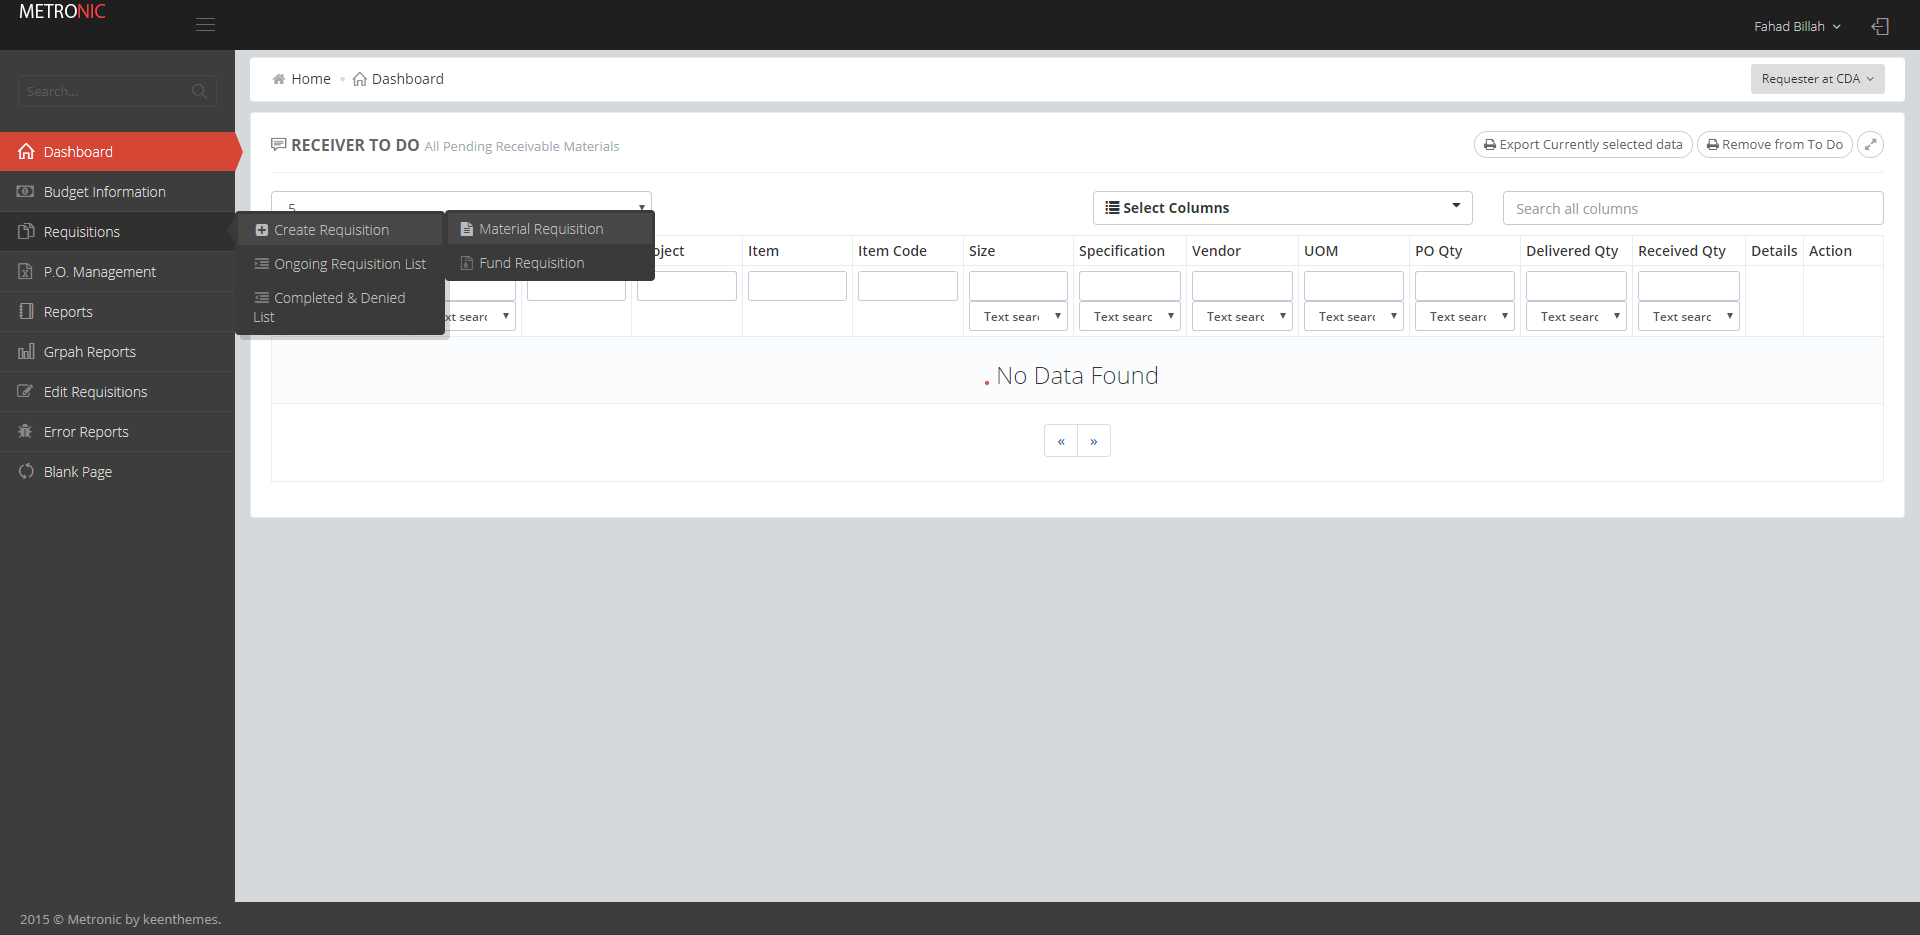 METRONIC
Fahad Billah
Search...
Home
Dashboard
Requester at CDA
Dashboard
Budget Information
Requisitions
P.O. Management
Reports
Grpah Reports
Edit Requisitions
Error Reports
Blank Page
RECEIVER TO DO All Pending Receivable Materials
Export Currently selected data
Remove from To Do
5
Select Columns
Search all columns
Create Requisition
Ongoing Requisition List
Completed & Denied
List
Material Requisition
Fund Requisition
oject Item Item Code Size Specification Vendor UOM PO Qty Delivered Qty Received Qty Details Action
xt searc Text searc Text searc Text searc Text searc Text searc Text searc Text searc
. No Data Found
« »
2015 © Metronic by keenthemes.